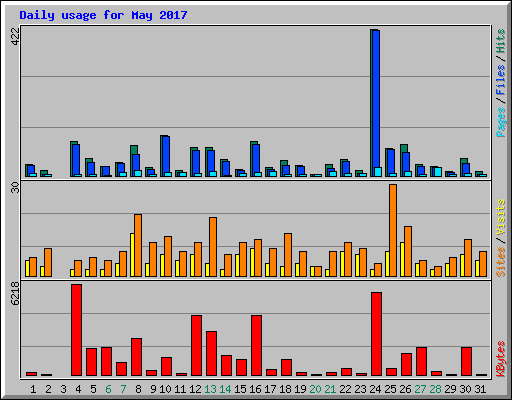 Daily usage for May 2017
422
Pages / Files / Hits
30
Sites / Visits
6218
KBytes
1 2 3 4 5 6 7 8 9 10 11 12 13 14 15 16 17 18 19 20 21 22 23 24 25 26 27 28 29 30 31